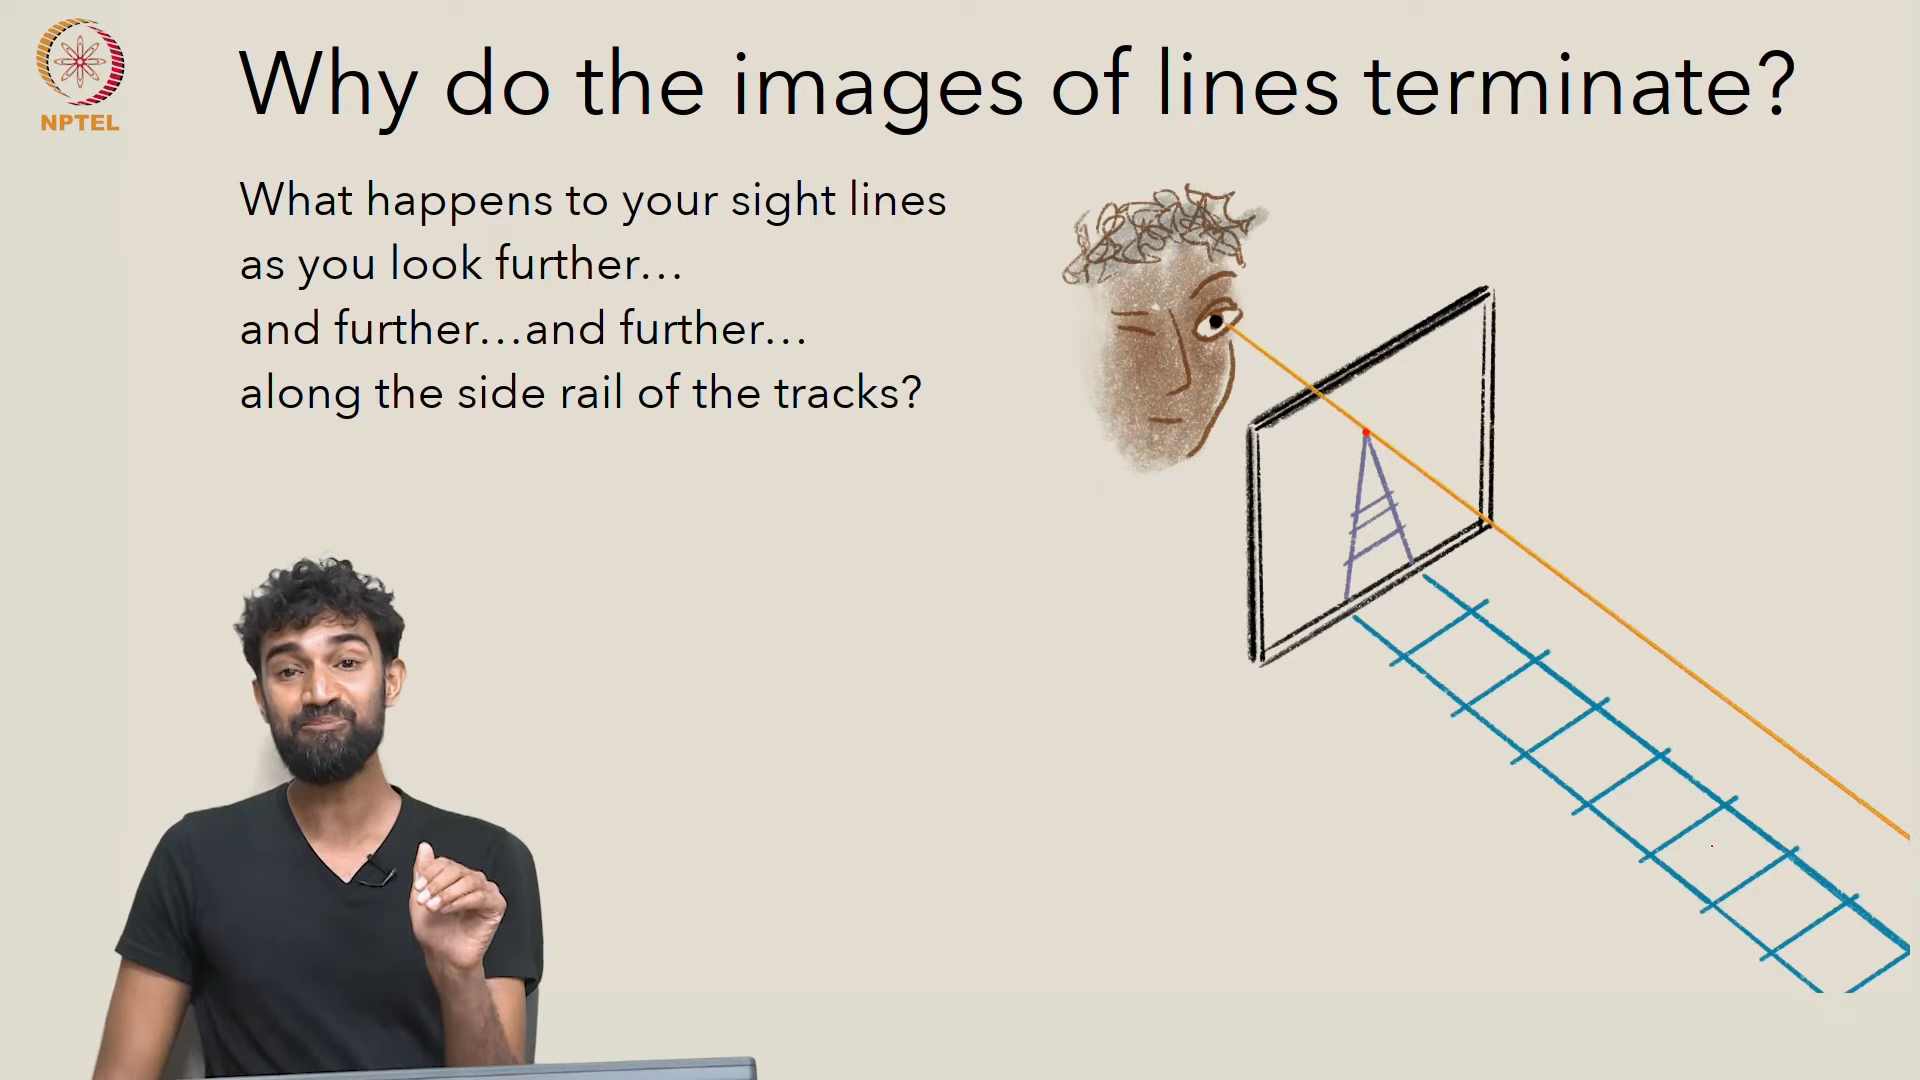 NPTEL
Why do the images of lines terminate?
What happens to your sight lines
as you look further...
and further...and further...
along the side rail of the tracks?